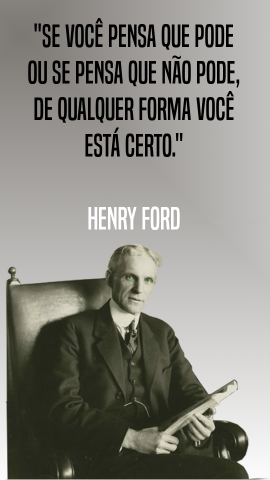 "SE VOCÊ PENSA QUE PODE
OU SE PENSA QUE NÃO PODE,
DE QUALQUER FORMA VOCÊ
ESTÁ CERTO."
HENRY FORD